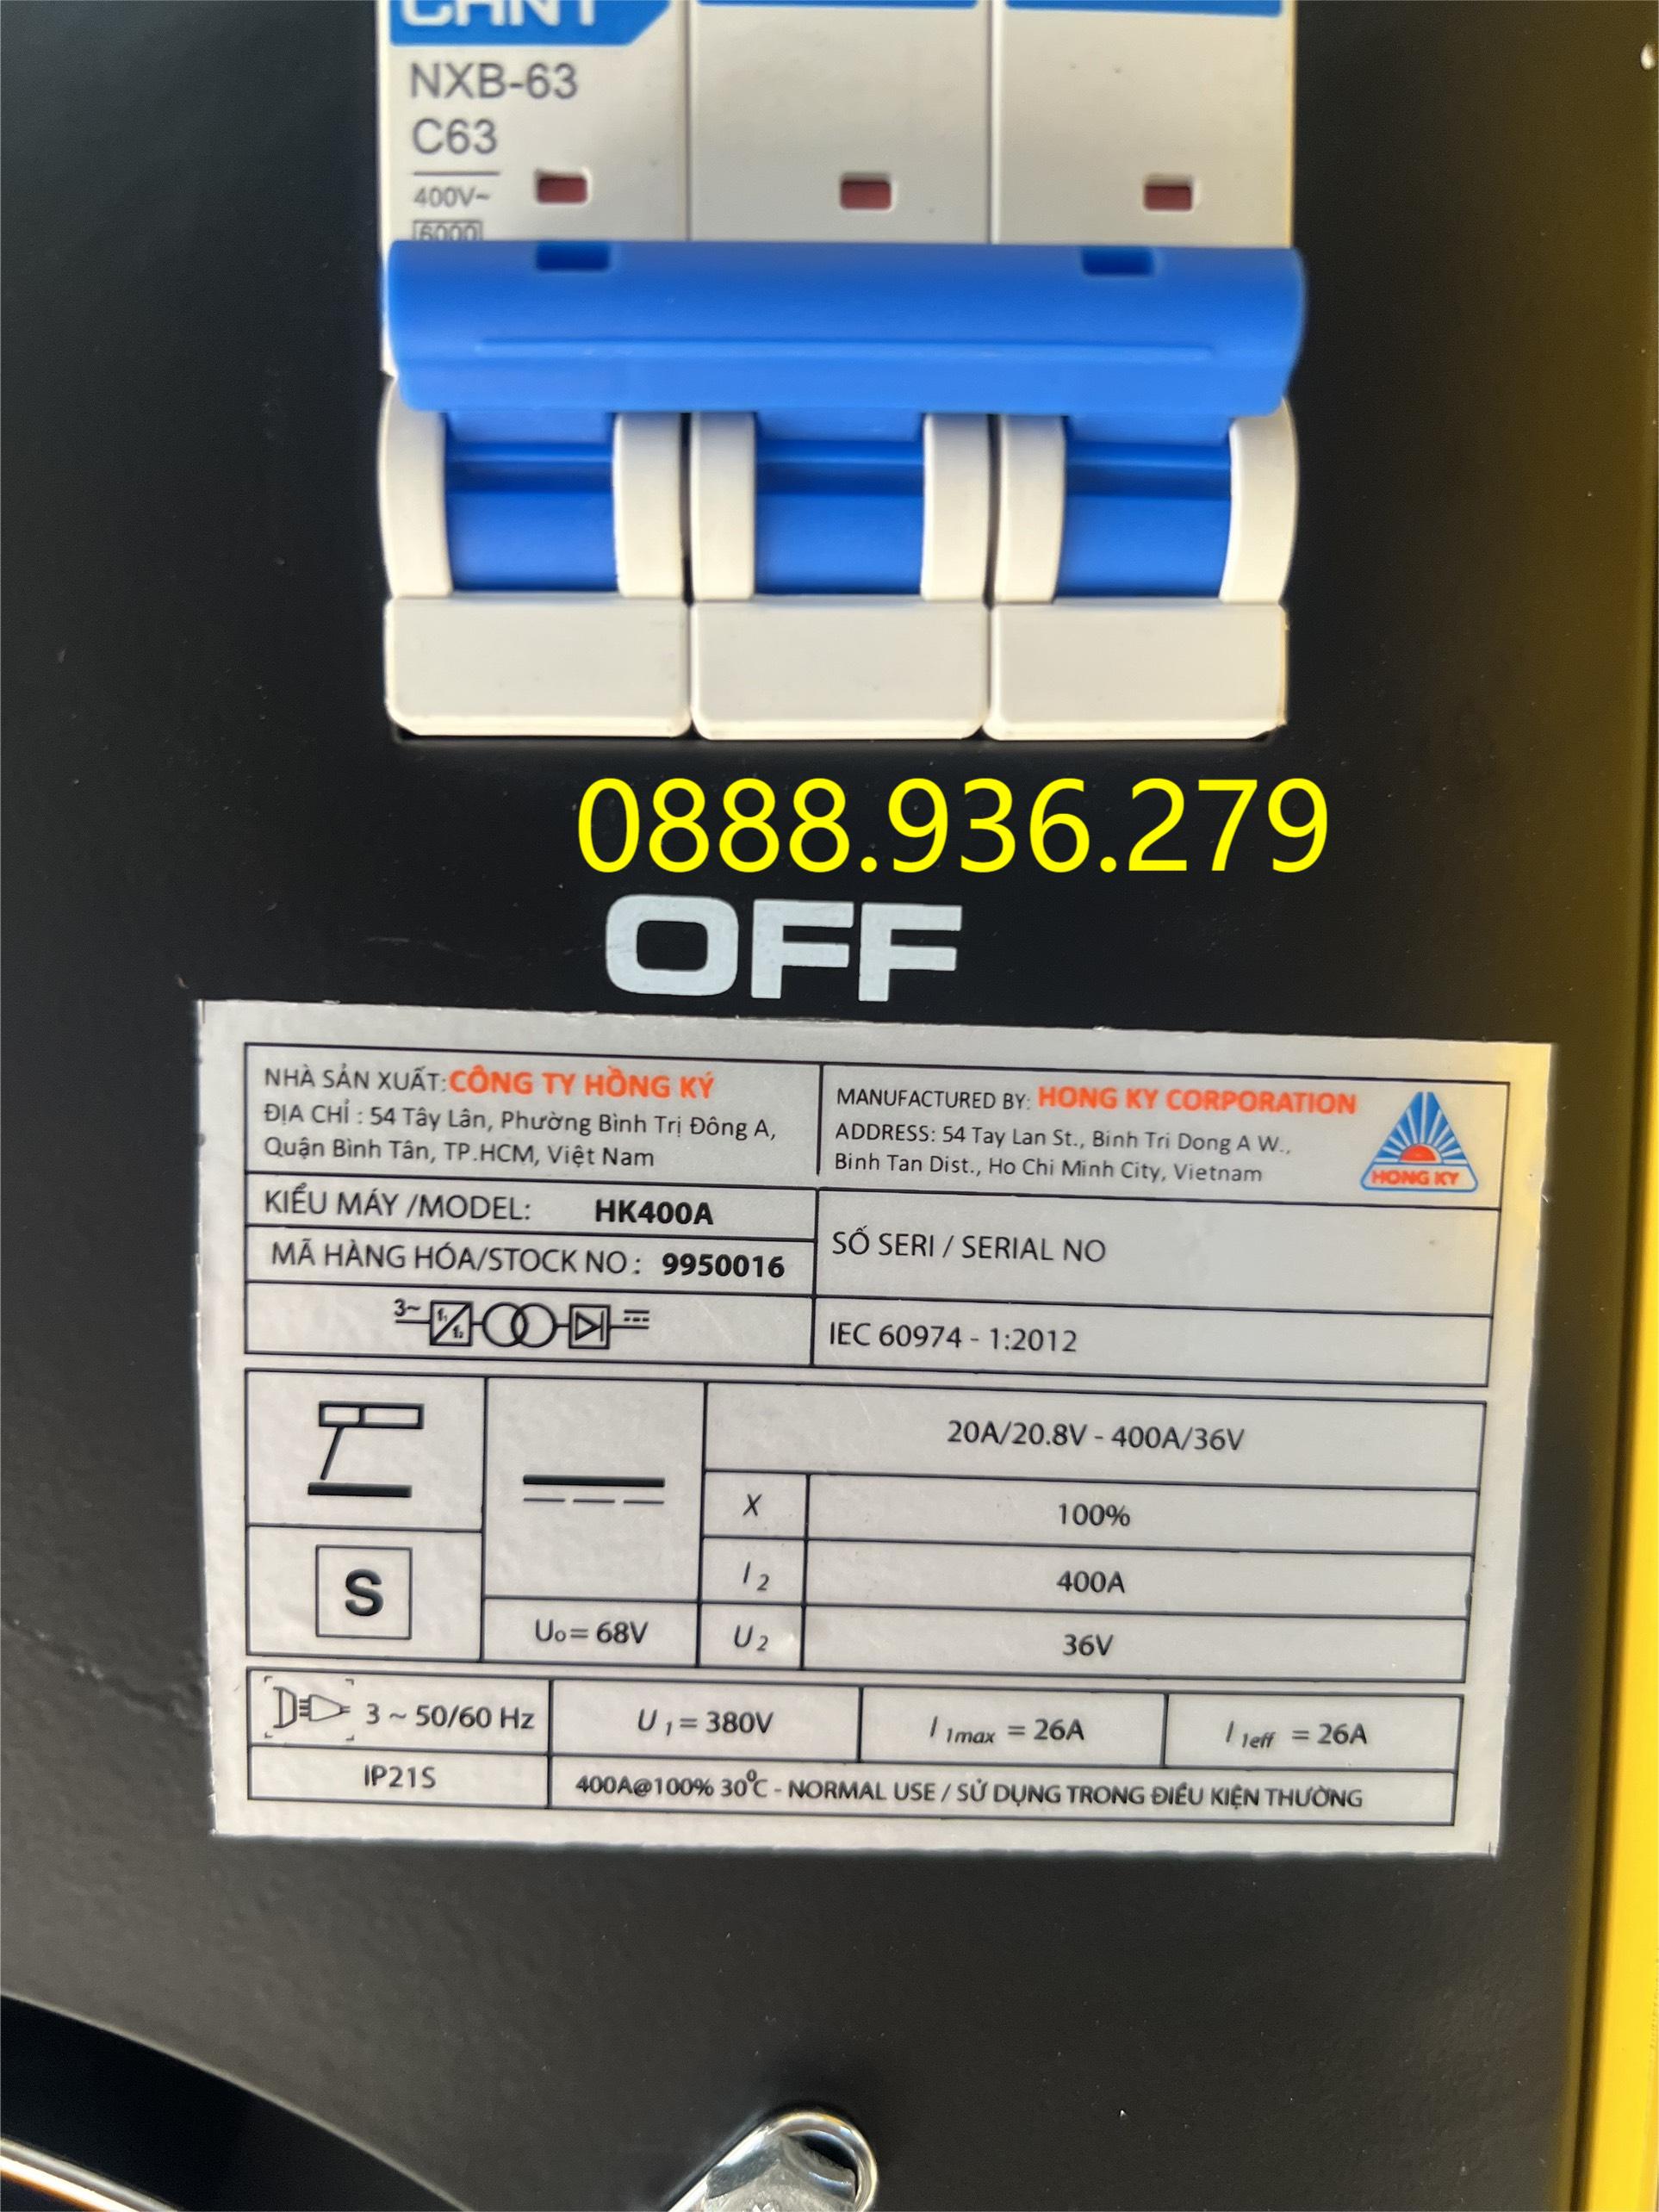 CHNT
NXB-63
C63
400V~
6000
0888.936.279
OFF
NHÀ SẢN XUẤT: CÔNG TY HỒNG KÝ
ĐỊA CHỈ : 54 Tây Lân, Phường Bình Trị Đông A,
Quận Bình Tân, TP.HCM, Việt Nam
MANUFACTURED BY: HONG KY CORPORATION
ADDRESS: 54 Tay Lan St., Binh Tri Dong A W.,
Binh Tan Dist., Ho Chi Minh City, Vietnam
HONG KY
KIỂU MÁY /MODEL: HK400A
MÃ HÀNG HÓA/STOCK NO : 9950016
SỐ SERI / SERIAL NO
3~ f₁ f₂
IEC 60974 - 1:2012
20A/20.8V - 400A/36V
X 100%
I₂ 400A
S
U₀= 68V
U₂ 36V
3 ~ 50/60 Hz
U₁= 380V
I₁max = 26A
I₁eff = 26A
IP21S
400A@100% 30⁰C - NORMAL USE / SỬ DỤNG TRONG ĐIỀU KIỆN THƯỜNG